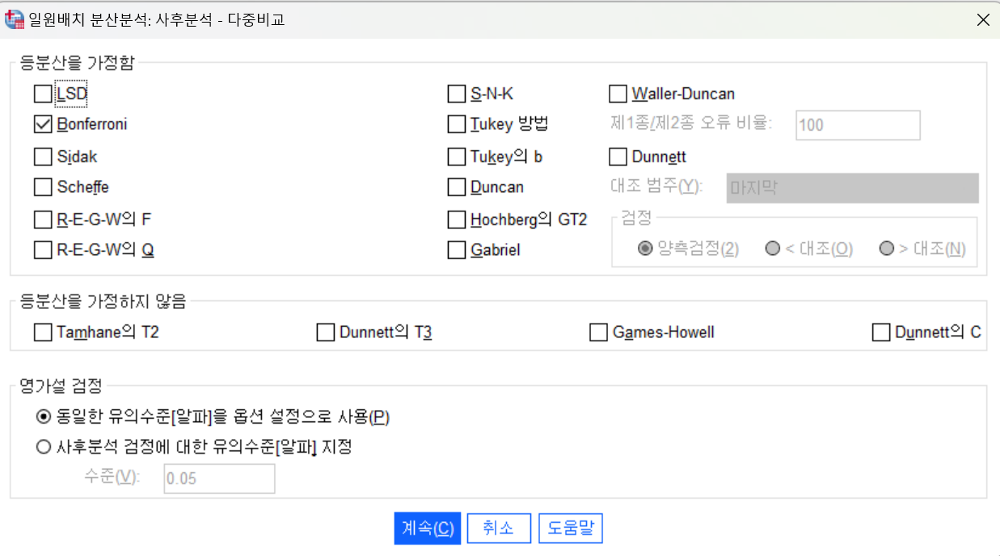 일원배치 분산분석: 사후분석 - 다중비교
등분산을 가정함
LSD
S-N-K
Waller-Duncan
Bonferroni
Tukey 방법
제1종/제2종 오류 비율:
100
Sidak
Tukey의 b
Dunnett
Scheffe
Duncan
대조 범주(Y):
마지막
R-E-G-W의 F
Hochberg의 GT2
검정
R-E-G-W의 Q
Gabriel
양측검정(2)
< 대조(O)
> 대조(N)
등분산을 가정하지 않음
Tamhane의 T2
Dunnett의 T3
Games-Howell
Dunnett의 C
영가설 검정
동일한 유의수준[알파]을 옵션 설정으로 사용(P)
사후분석 검정에 대한 유의수준[알파] 지정
수준(V):
0.05
계속(C)
취소
도움말